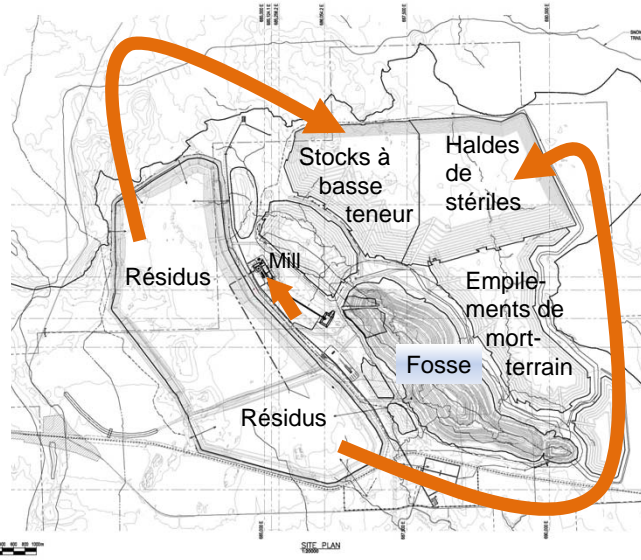 Stocks à
basse
teneur
Haldes
de
stériles
Résidus
Mill
Empile-
ments de
mort-
terrain
Fosse
Résidus
SITE PLAN